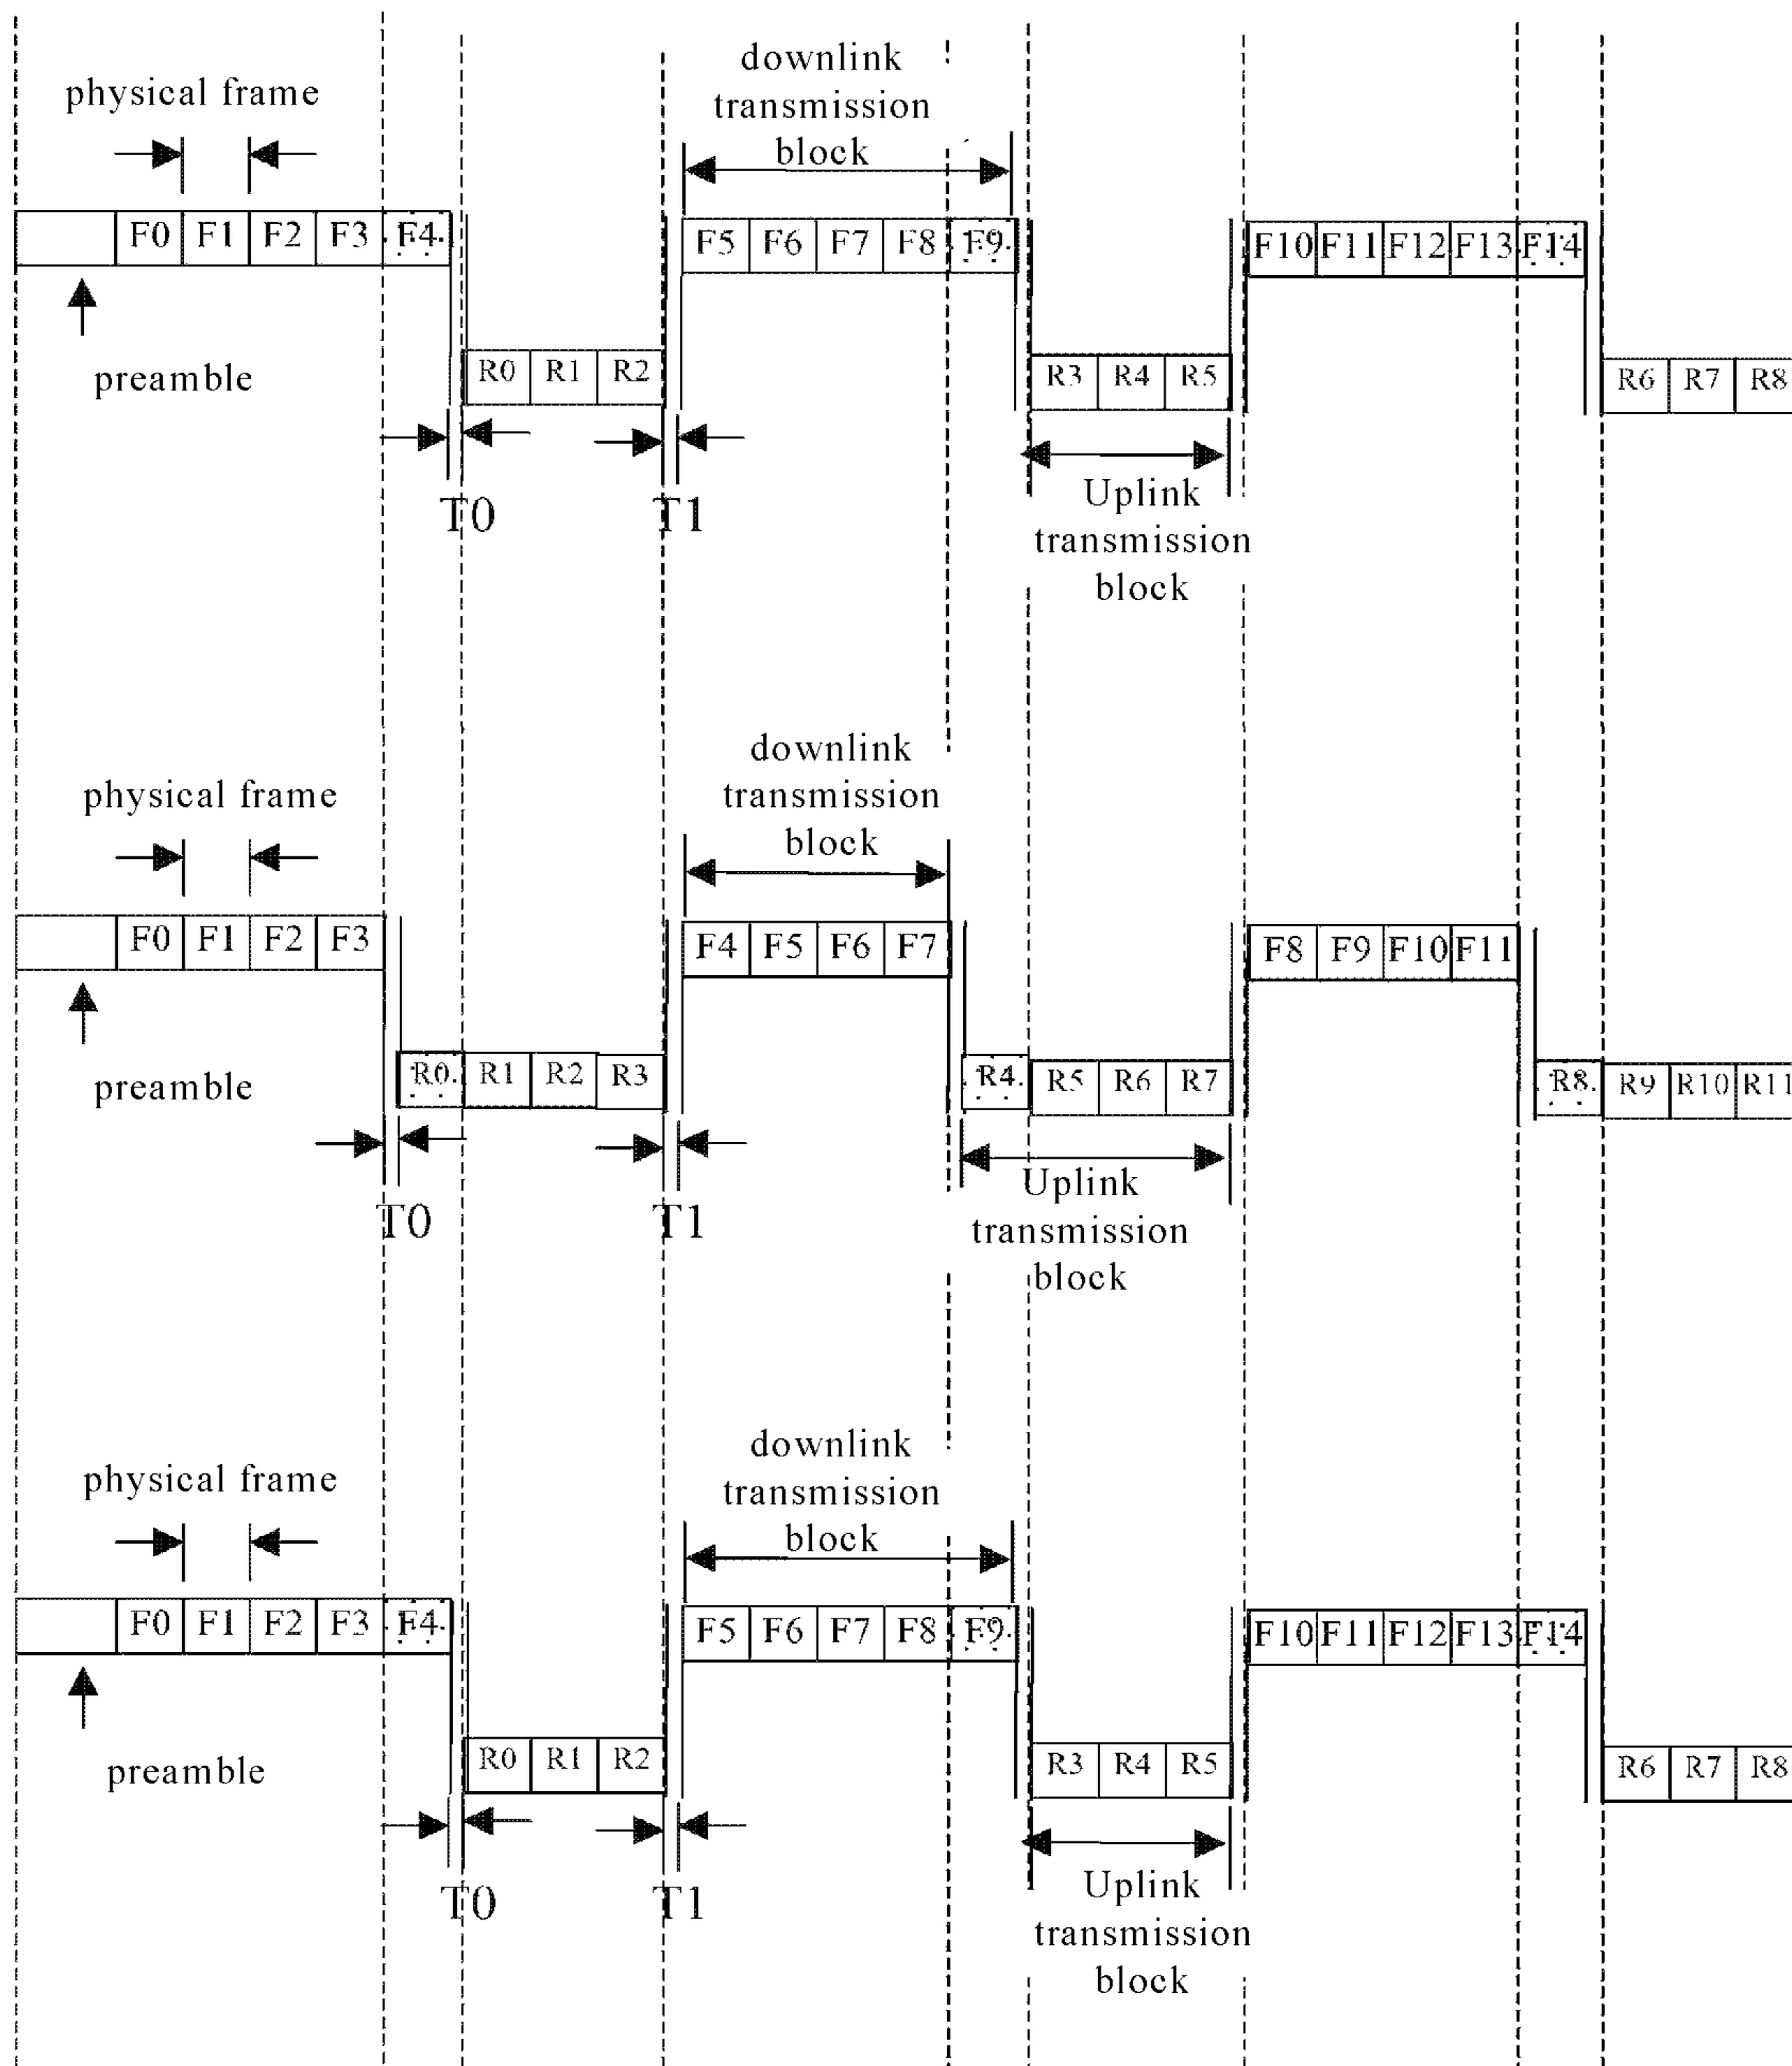 downlink
transmission
block
physical frame
F0 F1 F2 F3 F4
F5 F6 F7 F8 F9
F10 F11 F12 F13 F14
preamble
R0 R1 R2
R3 R4 R5
R6 R7 R8
T0
T1
Uplink
transmission
block
downlink
transmission
block
physical frame
F0 F1 F2 F3
F4 F5 F6 F7
F8 F9 F10 F11
preamble
R0 R1 R2 R3
R4 R5 R6 R7
R8 R9 R10 R11
T0
T1
Uplink
transmission
block
downlink
transmission
block
physical frame
F0 F1 F2 F3 F4
F5 F6 F7 F8 F9
F10 F11 F12 F13 F14
preamble
R0 R1 R2
R3 R4 R5
R6 R7 R8
T0
T1
Uplink
transmission
block